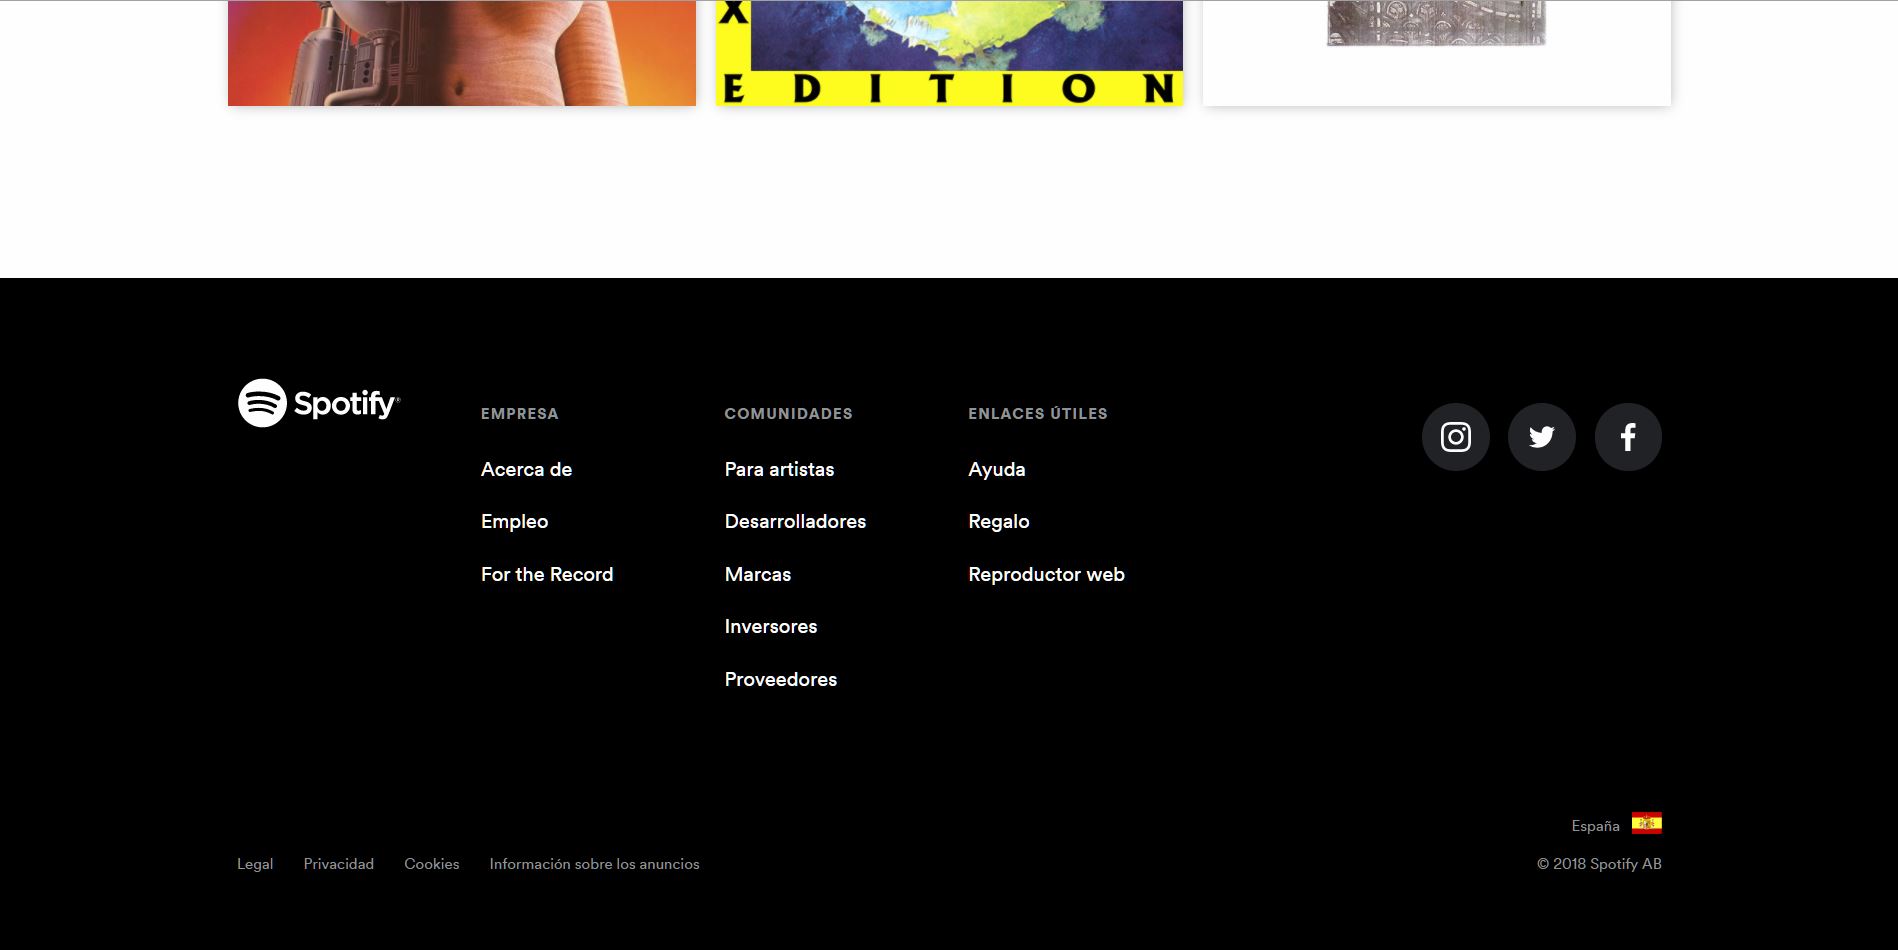 X
EDITION
Spotify®
EMPRESA
Acerca de
Empleo
For the Record
COMUNIDADES
Para artistas
Desarrolladores
Marcas
Inversores
Proveedores
ENLACES ÚTILES
Ayuda
Regalo
Reproductor web
España
Legal Privacidad Cookies Información sobre los anuncios
© 2018 Spotify AB